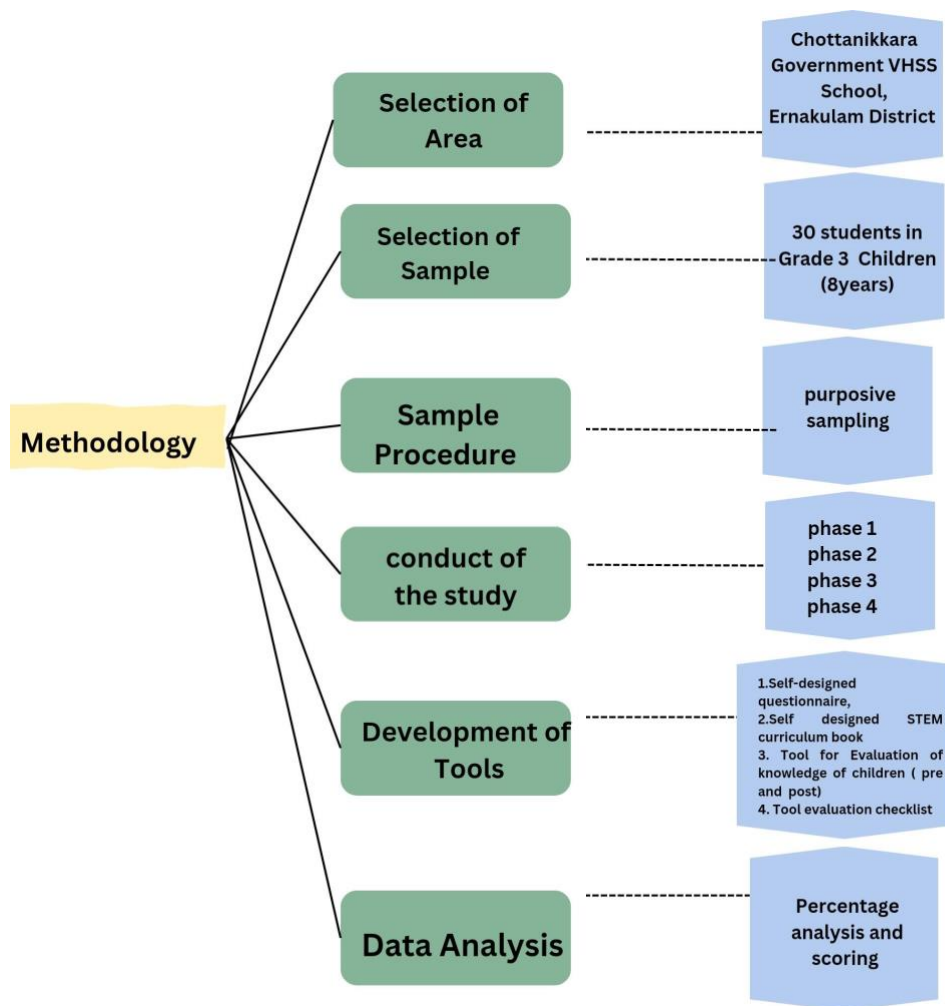 Methodology
Selection of
Area
Chottanikkara
Government VHSS
School,
Ernakulam District
Selection of
Sample
30 students in
Grade 3 Children
(8years)
Sample
Procedure
purposive
sampling
conduct of
the study
phase 1
phase 2
phase 3
phase 4
Development of
Tools
1.Self-designed
questionnaire,
2.Self designed STEM
curriculum book
3. Tool for Evaluation of
knowledge of children ( pre
and post)
4. Tool evaluation checklist
Data Analysis
Percentage
analysis and
scoring